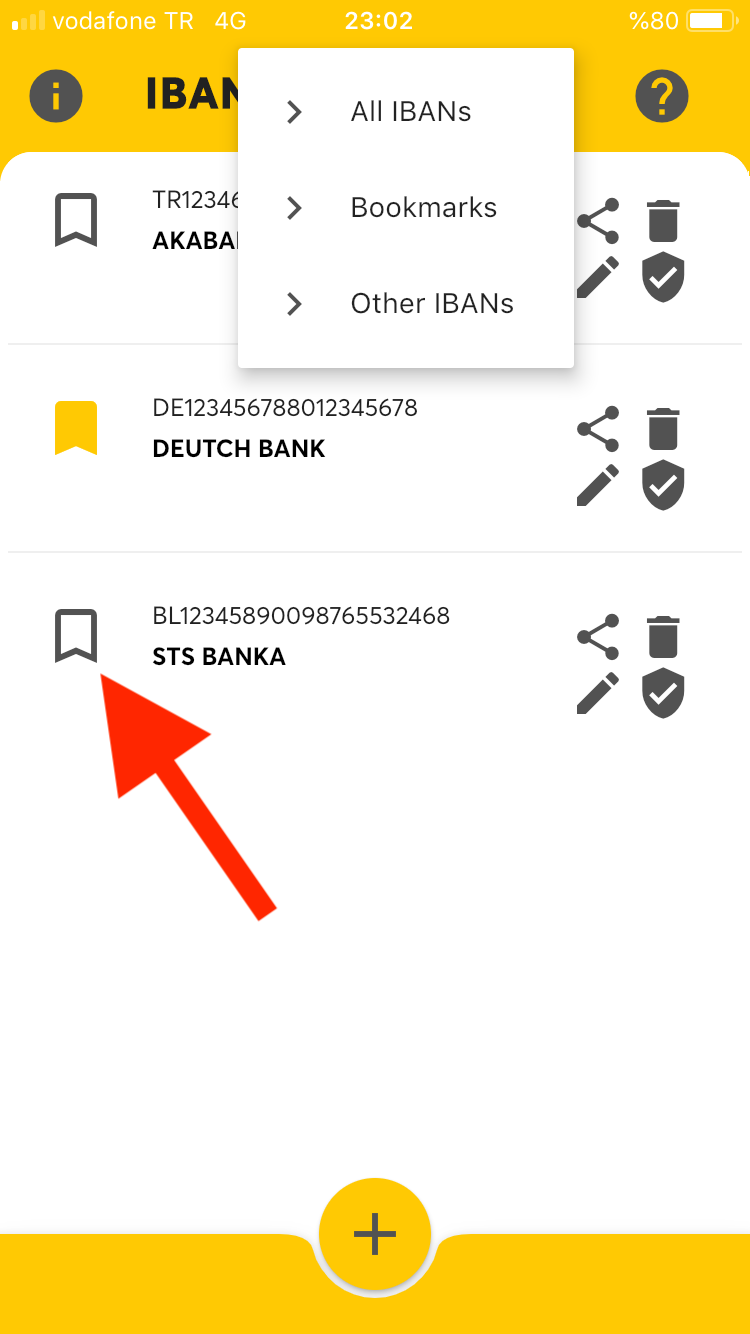 vodafone TR 4G 23:02 %80
IBAN
All IBANs
Bookmarks
Other IBANs
TR1234
AKABA
DE123456788012345678
DEUTCH BANK
BL12345890098765532468
STS BANKA